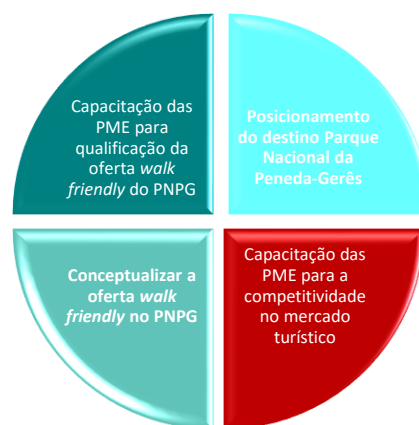 Capacitação das
PME para
qualificação da
oferta walk
friendly do PNPG
Posicionamento
do destino Parque
Nacional da
Peneda-Gerês
Conceptualizar a
oferta walk
friendly no PNPG
Capacitação das
PME para a
competitividade
no mercado
turístico